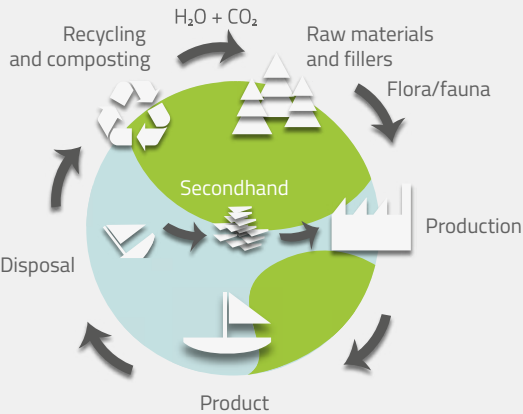 H₂O + CO₂
Recycling
and composting
Raw materials
and fillers
Flora/fauna
Secondhand
Production
Disposal
Product